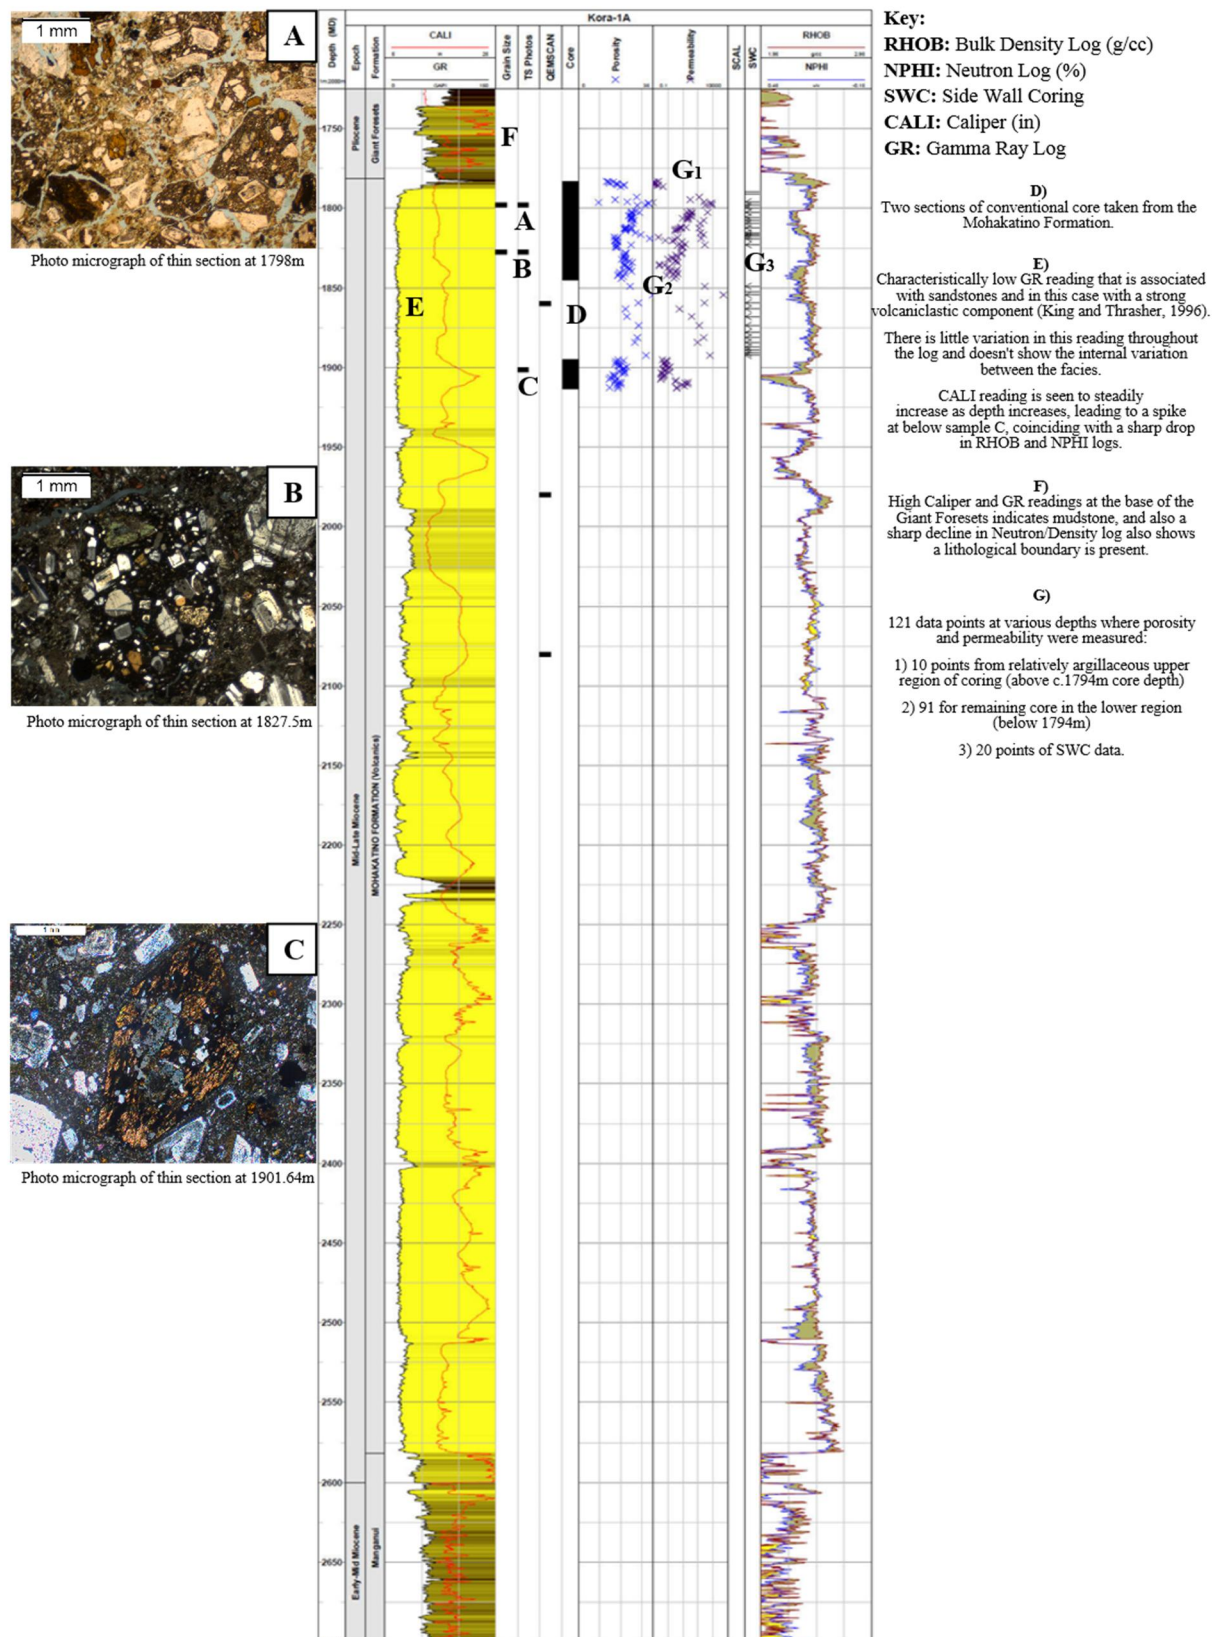 1 mm
A
Photo micrograph of thin section at 1798m
1 mm
B
Photo micrograph of thin section at 1827.5m
C
Photo micrograph of thin section at 1901.64m
Kora-1A
Depth (MD)
Epoch
Formation
CALI
GR
Grain Size
TS Photos
QEMSCAN
Core
Porosity
Permeability
SCAL
SWC
RHOB
NPHI
Pliocene
Giant Foresets
Mid-Late Miocene
MOHAKATINO FORMATION (Volcanics)
Early-Mid Miocene
Manganui
1750
1800
1850
1900
1950
2000
2050
2100
2150
2200
2250
2300
2350
2400
2450
2500
2550
2600
2650
F
G1
A
B
E
G2
G3
D
C
Key:
RHOB: Bulk Density Log (g/cc)
NPHI: Neutron Log (%)
SWC: Side Wall Coring
CALI: Caliper (in)
GR: Gamma Ray Log
D)
Two sections of conventional core taken from the
Mohakatino Formation.
E)
Characteristically low GR reading that is associated
with sandstones and in this case with a strong
volcaniclastic component (King and Thrasher, 1996).
There is little variation in this reading throughout
the log and doesn't show the internal variation
between the facies.
CALI reading is seen to steadily
increase as depth increases, leading to a spike
at below sample C, coinciding with a sharp drop
in RHOB and NPHI logs.
F)
High Caliper and GR readings at the base of the
Giant Foresets indicates mudstone, and also a
sharp decline in Neutron/Density log also shows
a lithological boundary is present.
G)
121 data points at various depths where porosity
and permeability were measured:
1) 10 points from relatively argillaceous upper
region of coring (above c.1794m core depth)
2) 91 for remaining core in the lower region
(below 1794m)
3) 20 points of SWC data.